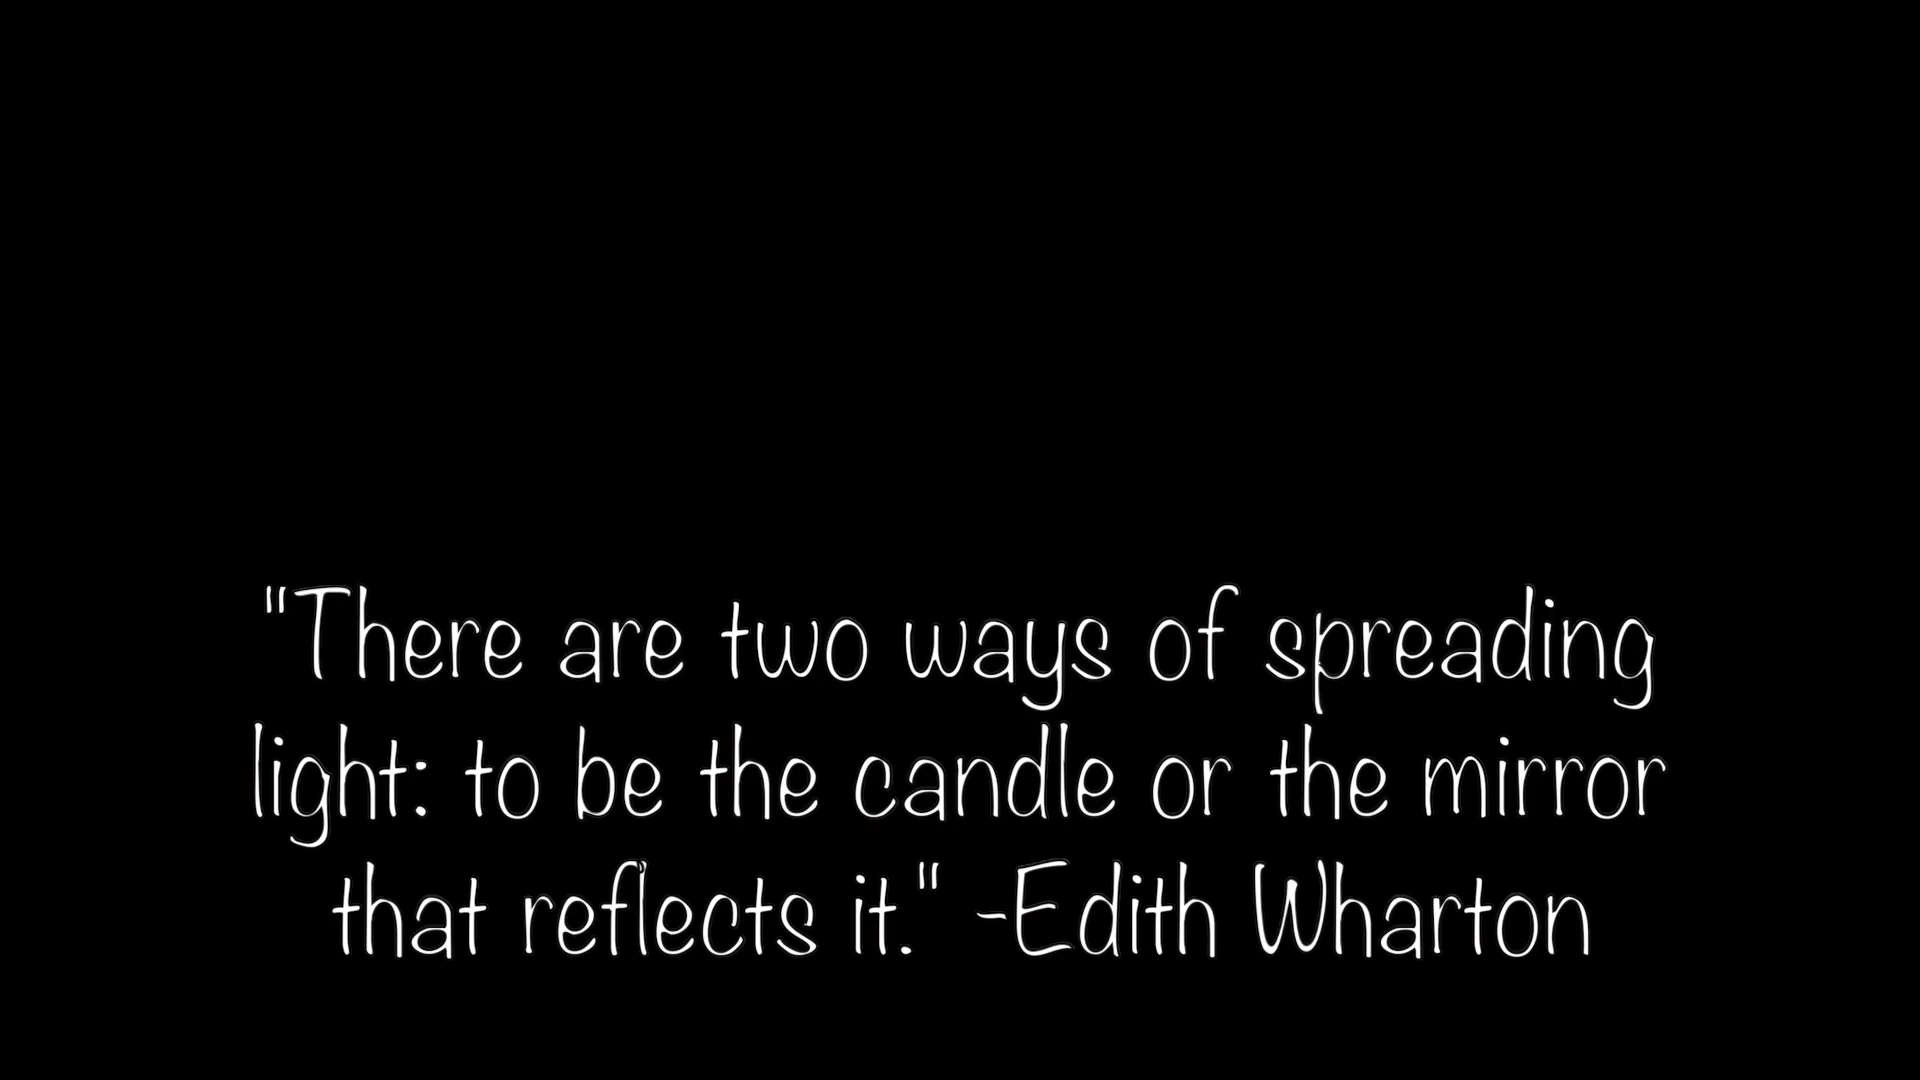 "There are two ways of spreading
light: to be the candle or the mirror
that reflects it." -Edith Wharton